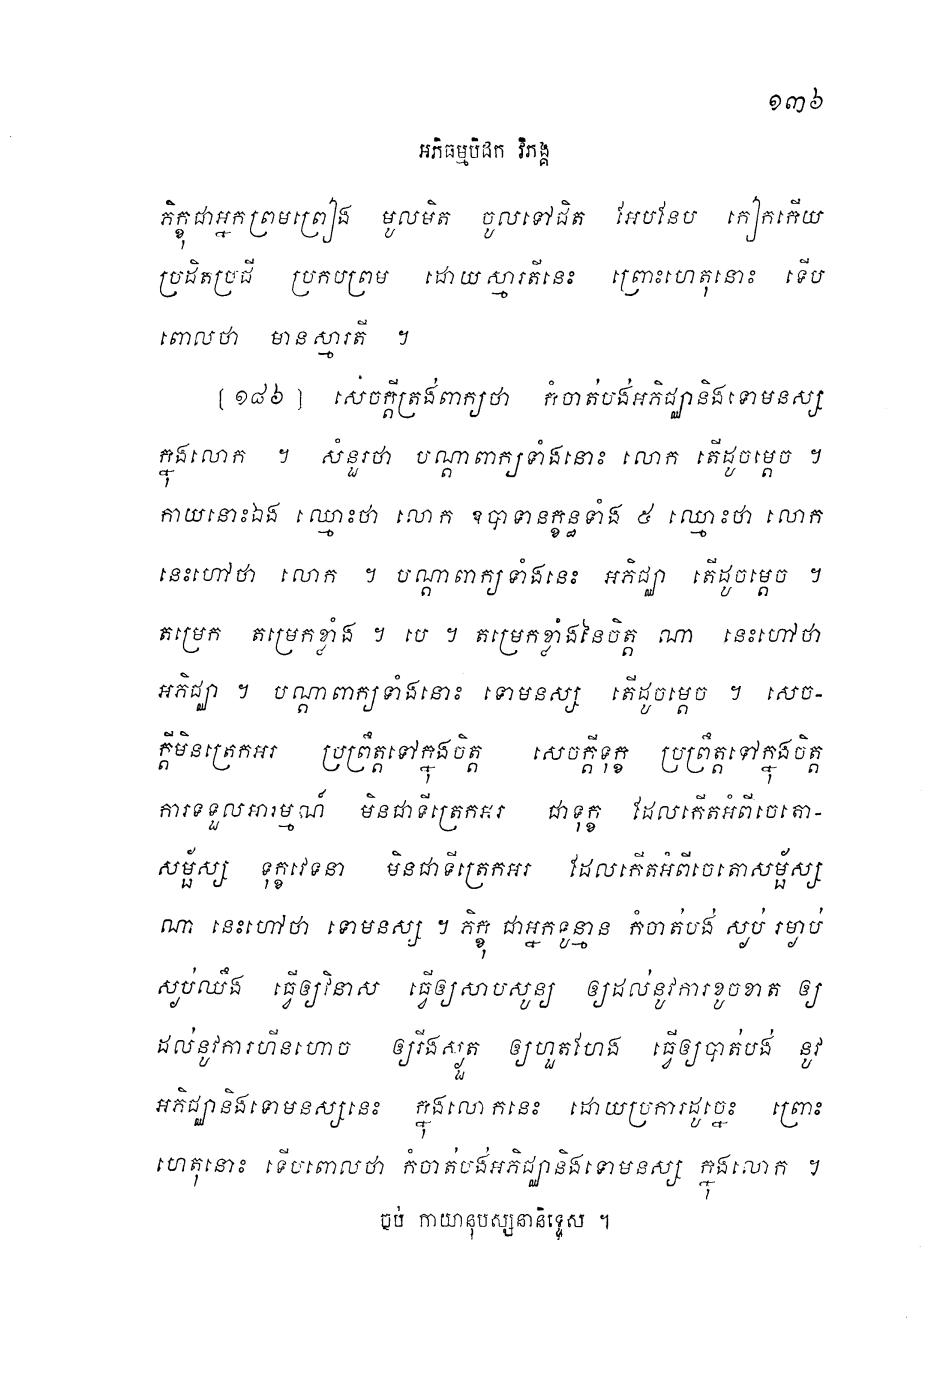 ១៣៦
អភិធម្មបិដក វិភង្គ
ភិក្ខុជាអ្នកព្រមព្រៀង មូលមិត ចូលទៅជិត អែបនែប កៀកកើយ
ប្រជិតប្រជី ប្រកបព្រម ដោយស្មារតីនេះ ព្រោះហេតុនោះ ទើប
ពោលថា មានស្មារតី ។
[ ១៨៦ ] សេចក្តីត្រង់ពាក្យថា កំចាត់បង់អភិជ្ឈានិងទោមនស្ស
ក្នុងលោក ។ សំនួរថា បណ្តាពាក្យទាំងនោះ លោក តើដូចម្តេច ។
កាយនោះឯង ឈ្មោះថា លោក ឧបាទានក្ខន្ធទាំង ៥ ឈ្មោះថា លោក
នេះហៅថា លោក ។ បណ្តាពាក្យទាំងនេះ អភិជ្ឈា តើដូចម្តេច ។
តម្រេក តម្រេកខ្លាំង ។ បេ ។ តម្រេកខ្លាំងនៃចិត្ត ណា នេះហៅថា
អភិជ្ឈា ។ បណ្តាពាក្យទាំងនោះ ទោមនស្ស តើដូចម្តេច ។ សេច-
ក្តីមិនត្រេកអរ ប្រព្រឹត្តទៅក្នុងចិត្ត សេចក្តីទុក្ខ ប្រព្រឹត្តទៅក្នុងចិត្ត
ការទទួលអារម្មណ៍ មិនជាទីត្រេកអរ ជាទុក្ខ ដែលកើតអំពីចេតោ-
សម្ផ័ស្ស ទុក្ខវេទនា មិនជាទីត្រេកអរ ដែលកើតអំពីចេតោសម្ផ័ស្ស
ណា នេះហៅថា ទោមនស្ស ។ ភិក្ខុ ជាអ្នកទូន្មាន កំចាត់បង់ ស្ងប់ រម្ងាប់
ស្ងប់ឈឹង ធ្វើឲ្យវិនាស ធ្វើឲ្យសាបសូន្យ ឲ្យដល់នូវការខូចខាត ឲ្យ
ដល់នូវការហិនហោច ឲ្យរីងស្ងួត ឲ្យហួតហែង ធ្វើឲ្យបាត់បង់ នូវ
អភិជ្ឈានិងទោមនស្សនេះ ក្នុងលោកនេះ ដោយប្រការដូច្នេះ ព្រោះ
ហេតុនោះ ទើបពោលថា កំចាត់បង់អភិជ្ឈានិងទោមនស្ស ក្នុងលោក ។
ចប់ កាយានុបស្សនានិទ្ទេស ។